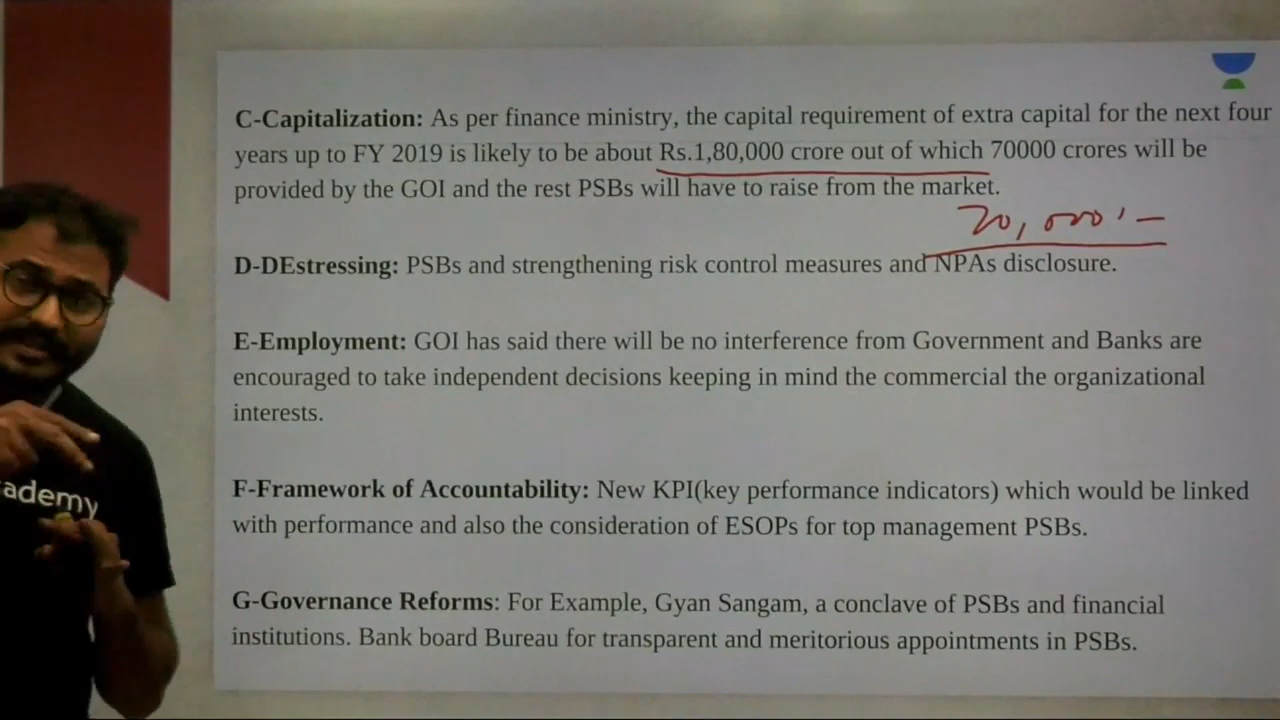 C-Capitalization: As per finance ministry, the capital requirement of extra capital for the next four
years up to FY 2019 is likely to be about Rs.1,80,000 crore out of which 70000 crores will be
provided by the GOI and the rest PSBs will have to raise from the market.
D-DEstressing: PSBs and strengthening risk control measures and NPAs disclosure.
E-Employment: GOI has said there will be no interference from Government and Banks are
encouraged to take independent decisions keeping in mind the commercial the organizational
interests.
F-Framework of Accountability: New KPI(key performance indicators) which would be linked
with performance and also the consideration of ESOPs for top management PSBs.
G-Governance Reforms: For Example, Gyan Sangam, a conclave of PSBs and financial
institutions. Bank board Bureau for transparent and meritorious appointments in PSBs.
ademy